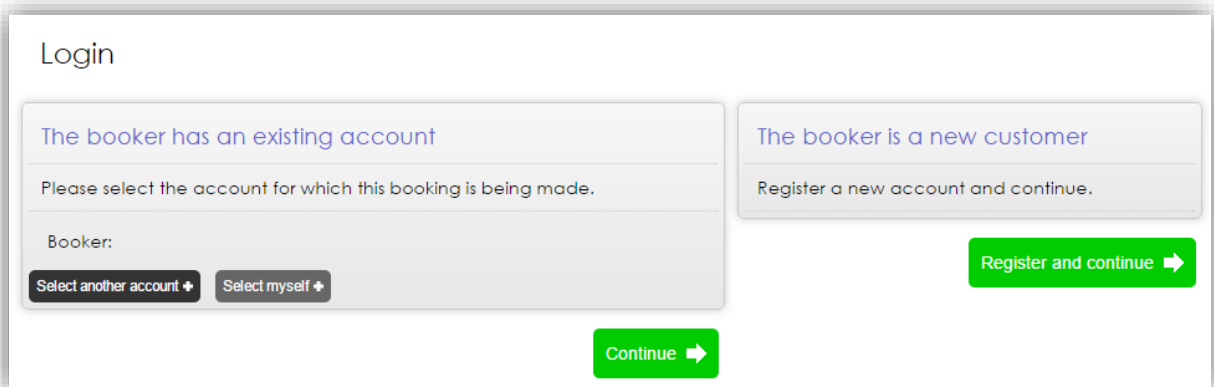 Login
The booker has an existing account
Please select the account for which this booking is being made.
Booker:
Select another account
Select myself
Continue
The booker is a new customer
Register a new account and continue.
Register and continue